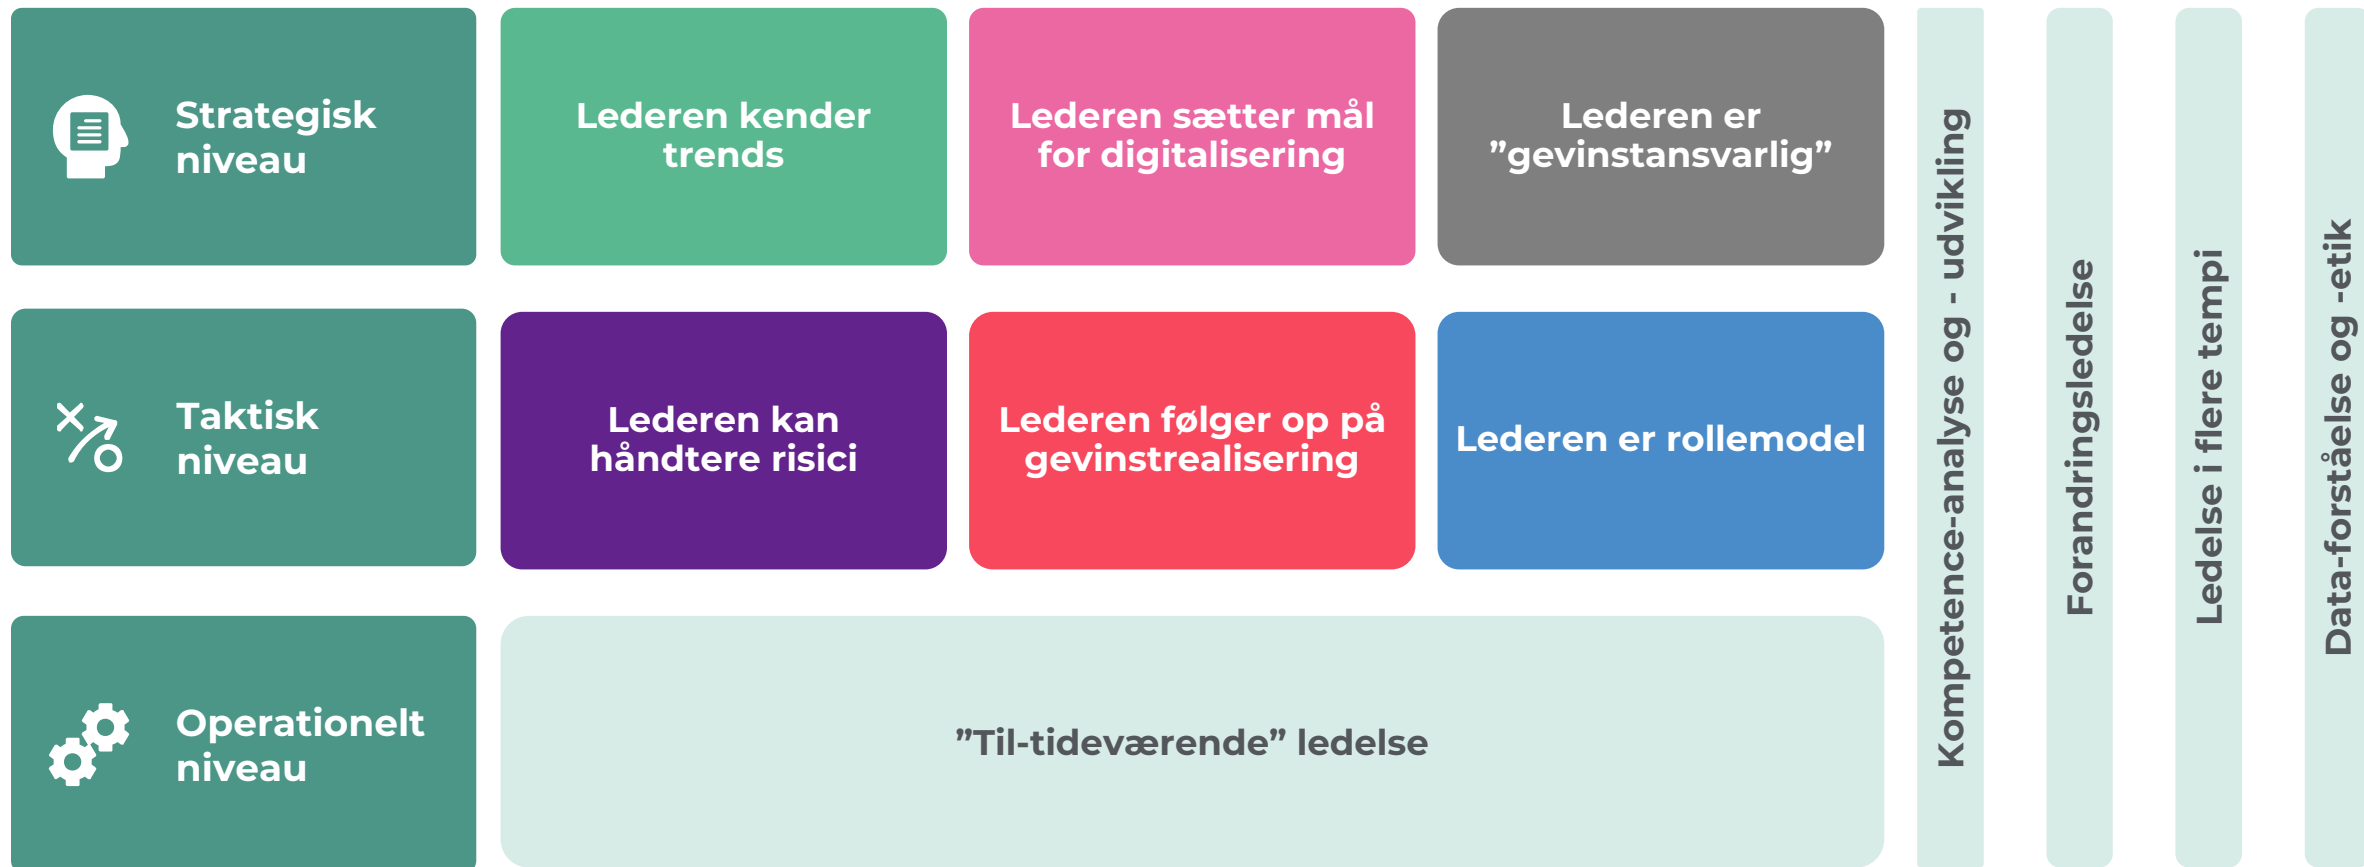 Strategisk
niveau
Lederen kender
trends
Lederen sætter mål
for digitalisering
Lederen er
”gevinstansvarlig”
Taktisk
niveau
Lederen kan
håndtere risici
Lederen følger op på
gevinstrealisering
Lederen er rollemodel
Operationelt
niveau
”Til-tideværende” ledelse
Kompetence-analyse og - udvikling
Forandringsledelse
Ledelse i flere tempi
Data-forståelse og -etik